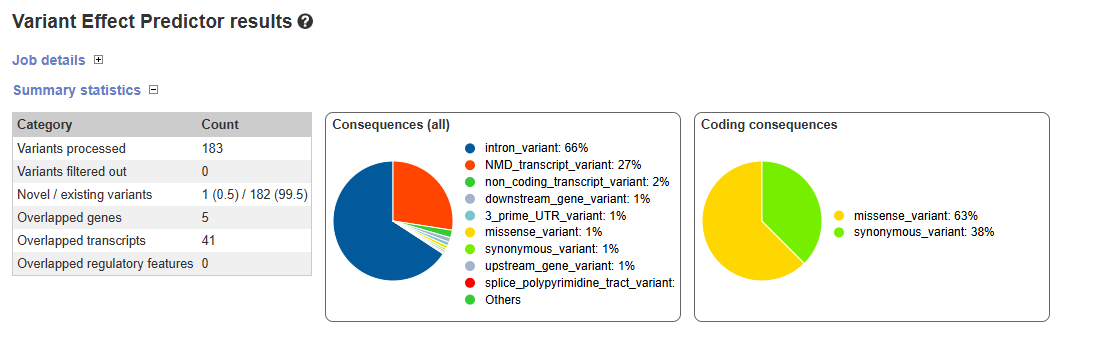 Variant Effect Predictor results ?
Job details +
Summary statistics −
Category Count
Variants processed 183
Variants filtered out 0
Novel / existing variants 1 (0.5) / 182 (99.5)
Overlapped genes 5
Overlapped transcripts 41
Overlapped regulatory features 0
Consequences (all)
intron_variant: 66%
NMD_transcript_variant: 27%
non_coding_transcript_variant: 2%
downstream_gene_variant: 1%
3_prime_UTR_variant: 1%
missense_variant: 1%
synonymous_variant: 1%
upstream_gene_variant: 1%
splice_polypyrimidine_tract_variant:
Others
Coding consequences
missense_variant: 63%
synonymous_variant: 38%